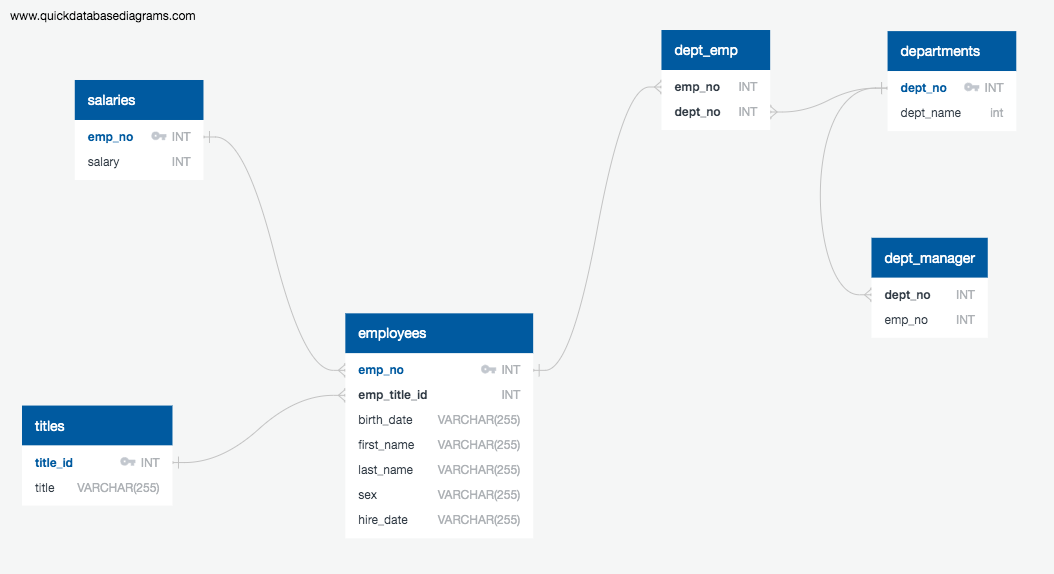 www.quickdatabasediagrams.com
salaries
emp_no INT
salary INT
titles
title_id INT
title VARCHAR(255)
employees
emp_no INT
emp_title_id INT
birth_date VARCHAR(255)
first_name VARCHAR(255)
last_name VARCHAR(255)
sex VARCHAR(255)
hire_date VARCHAR(255)
dept_emp
emp_no INT
dept_no INT
departments
dept_no INT
dept_name int
dept_manager
dept_no INT
emp_no INT